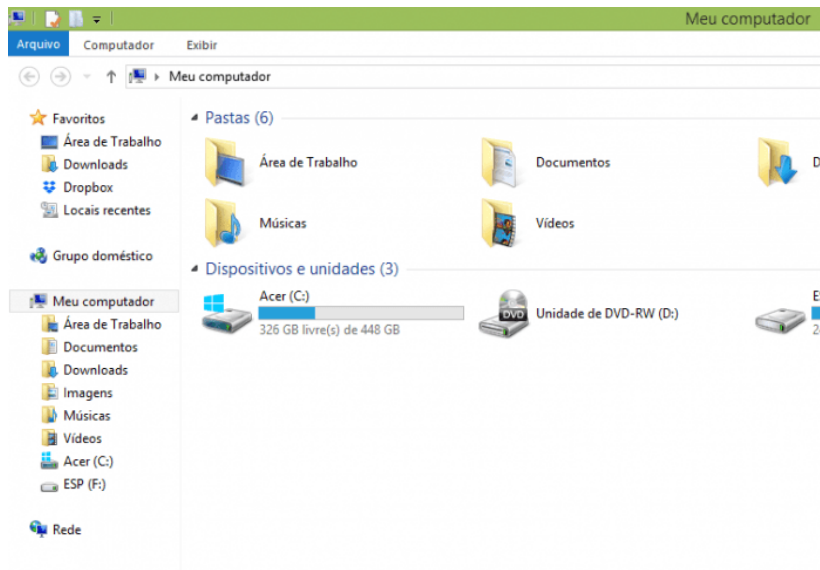 Meu computador
Arquivo Computador Exibir
Meu computador
Favoritos
Área de Trabalho
Downloads
Dropbox
Locais recentes
Grupo doméstico
Meu computador
Área de Trabalho
Documentos
Downloads
Imagens
Músicas
Vídeos
Acer (C:)
ESP (F:)
Rede
Pastas (6)
Área de Trabalho Documentos
Músicas Vídeos
Dispositivos e unidades (3)
Acer (C:)
326 GB livre(s) de 448 GB
DVD
Unidade de DVD-RW (D:)